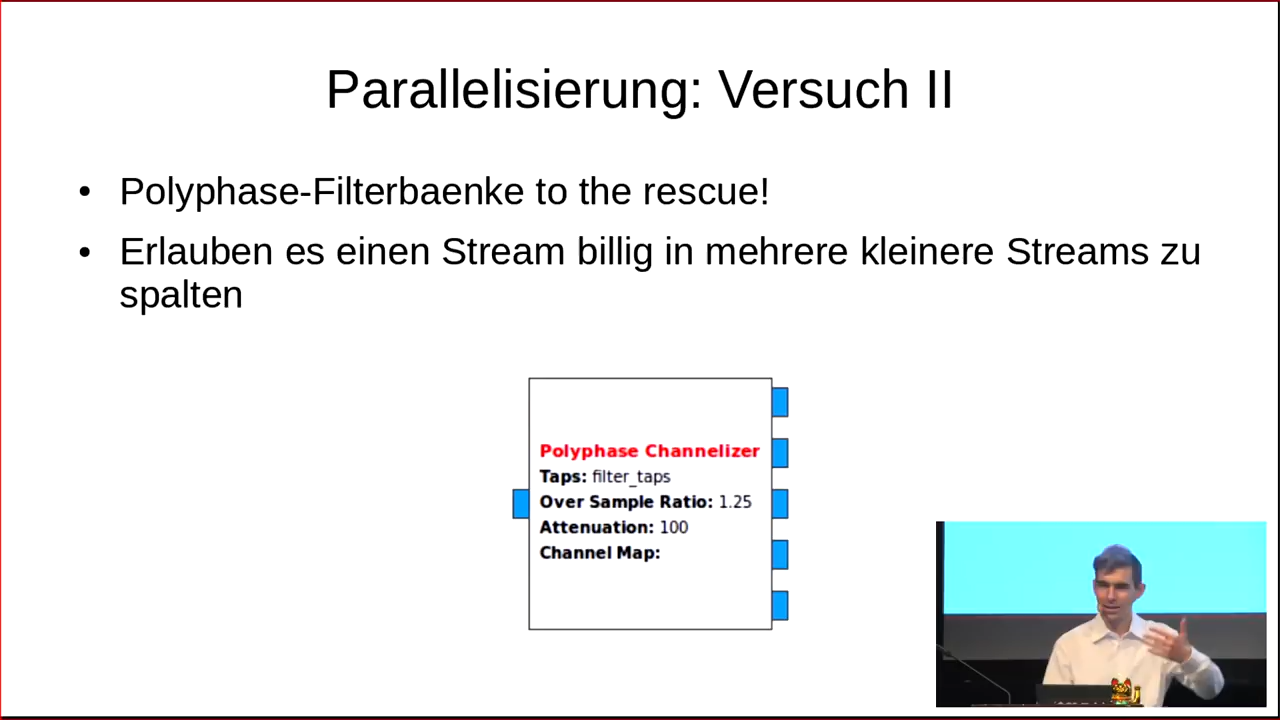 Parallelisierung: Versuch II
• Polyphase-Filterbaenke to the rescue!
• Erlauben es einen Stream billig in mehrere kleinere Streams zu
spalten
Polyphase Channelizer
Taps: filter_taps
Over Sample Ratio: 1.25
Attenuation: 100
Channel Map: